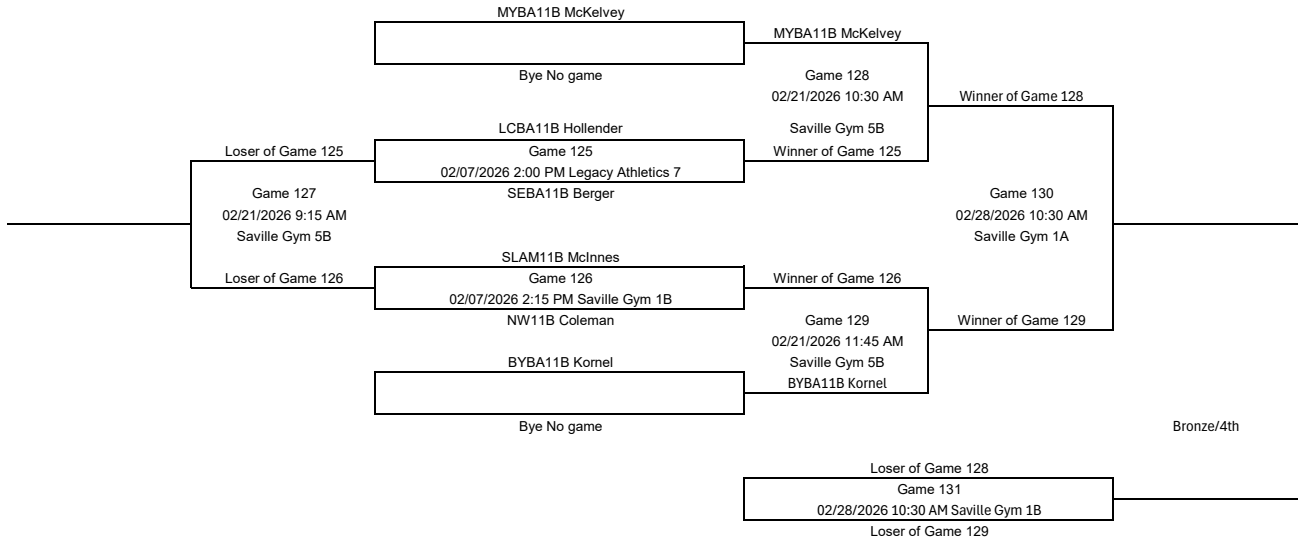 MYBA11B McKelvey
MYBA11B McKelvey
Bye No game
Game 128
02/21/2026 10:30 AM
Winner of Game 128
LCBA11B Hollender
Saville Gym 5B
Loser of Game 125
Game 125
Winner of Game 125
02/07/2026 2:00 PM Legacy Athletics 7
Game 127
SEBA11B Berger
Game 130
02/21/2026 9:15 AM
02/28/2026 10:30 AM
Saville Gym 5B
Saville Gym 1A
SLAM11B McInnes
Loser of Game 126
Game 126
Winner of Game 126
02/07/2026 2:15 PM Saville Gym 1B
NW11B Coleman
Game 129
Winner of Game 129
02/21/2026 11:45 AM
BYBA11B Kornel
Saville Gym 5B
BYBA11B Kornel
Bye No game
Bronze/4th
Loser of Game 128
Game 131
02/28/2026 10:30 AM Saville Gym 1B
Loser of Game 129